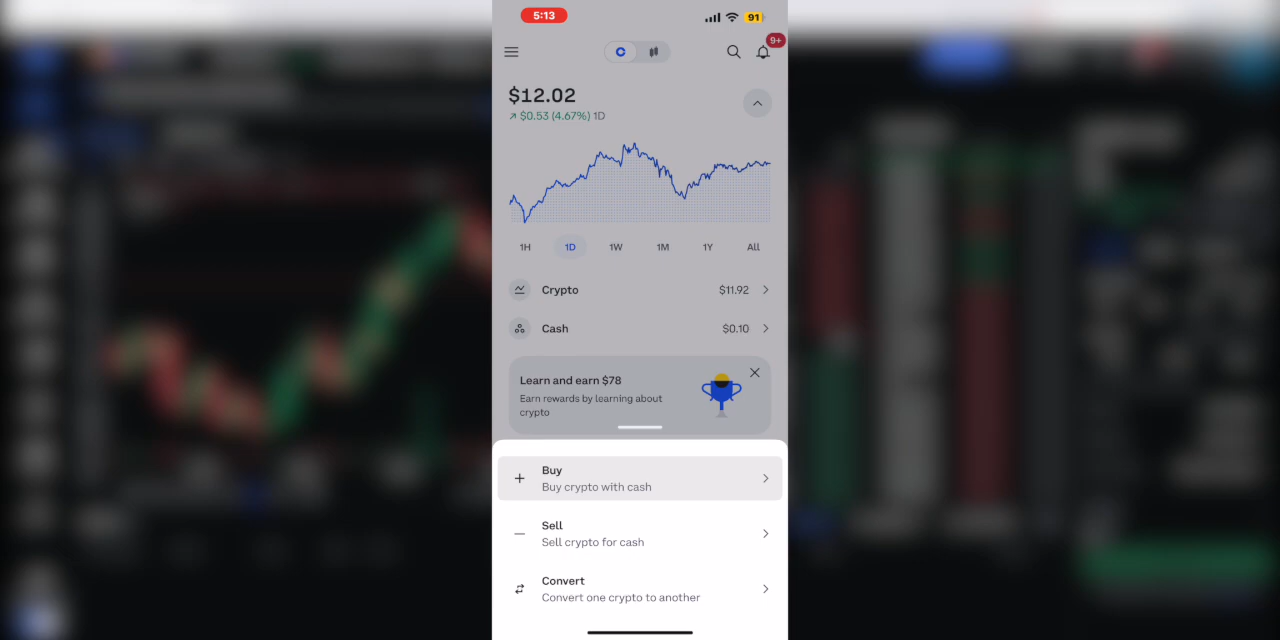 5:13
91
9+
$12.02
↗ $0.53 (4.67%) 1D
1H 1D 1W 1M 1Y All
Crypto $11.92
Cash $0.10
Learn and earn $78
Earn rewards by learning about
crypto
Buy
Buy crypto with cash
Sell
Sell crypto for cash
Convert
Convert one crypto to another